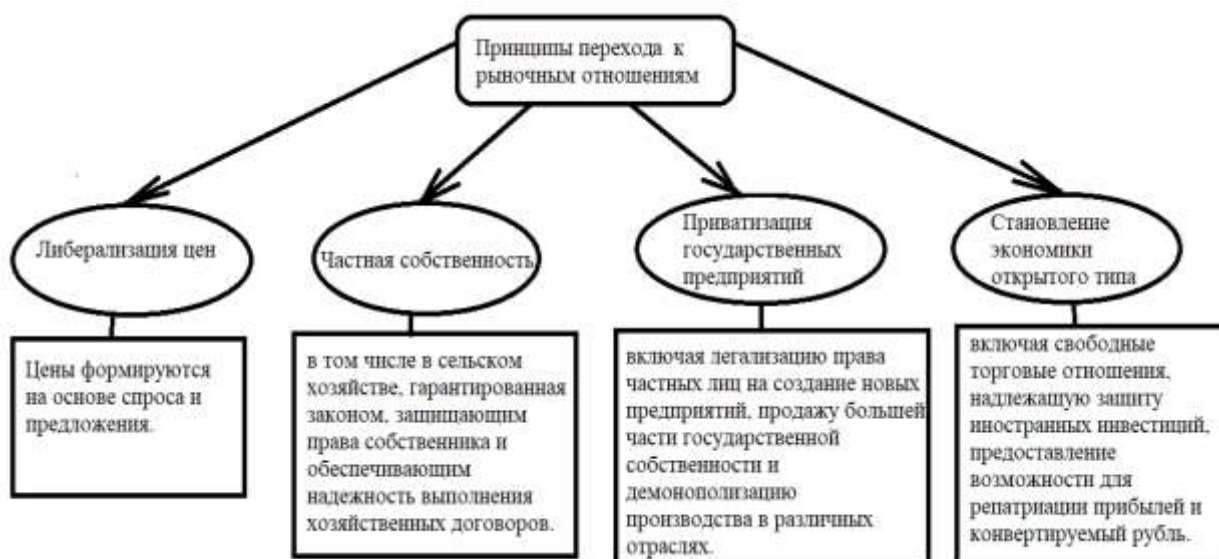 Принципы перехода к
рыночным отношениям
Либерализация цен
Частная собственность
Приватизация
государственных
предприятий
Становление
экономики
открытого типа
Цены формируются
на основе спроса и
предложения.
в том числе в сельском
хозяйстве, гарантированная
законом, защищающим
права собственника и
обеспечивающим
надежность выполнения
хозяйственных договоров.
включая легализацию права
частных лиц на создание новых
предприятий, продажу большей
части государственной
собственности и
демонополизацию
производства в различных
отраслях.
включая свободные
торговые отношения,
надлежащую защиту
иностранных инвестиций,
предоставление
возможности для
репатриации прибылей и
конвертируемый рубль.